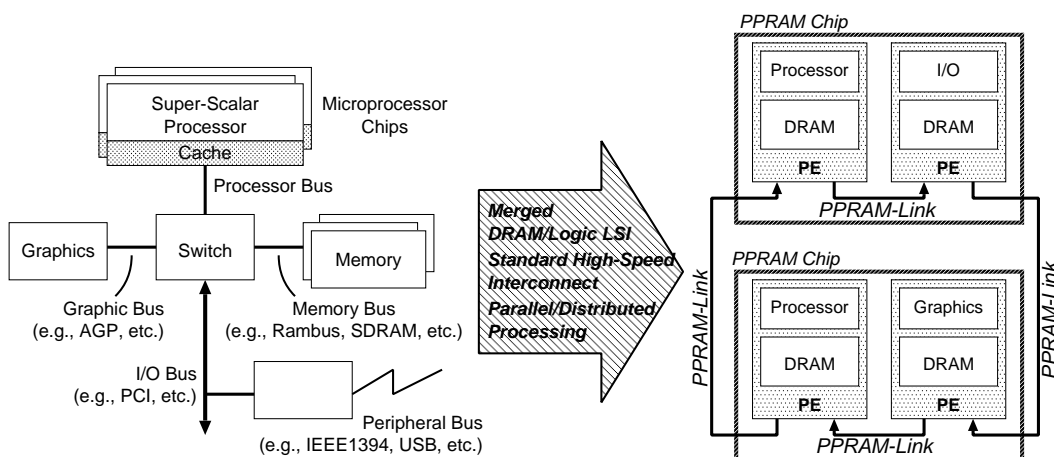 Super-Scalar
Processor
Cache
Microprocessor
Chips
Processor Bus
Graphics
Switch
Memory
Graphic Bus
(e.g., AGP, etc.)
Memory Bus
(e.g., Rambus, SDRAM, etc.)
I/O Bus
(e.g., PCI, etc.)
Peripheral Bus
(e.g., IEEE1394, USB, etc.)
Merged
DRAM/Logic LSI
Standard High-Speed
Interconnect
Parallel/Distributed
Processing
PPRAM Chip
Processor
DRAM
PE
I/O
DRAM
PE
PPRAM-Link
PPRAM-Link
PPRAM-Link
PPRAM Chip
Processor
DRAM
PE
Graphics
DRAM
PE
PPRAM-Link